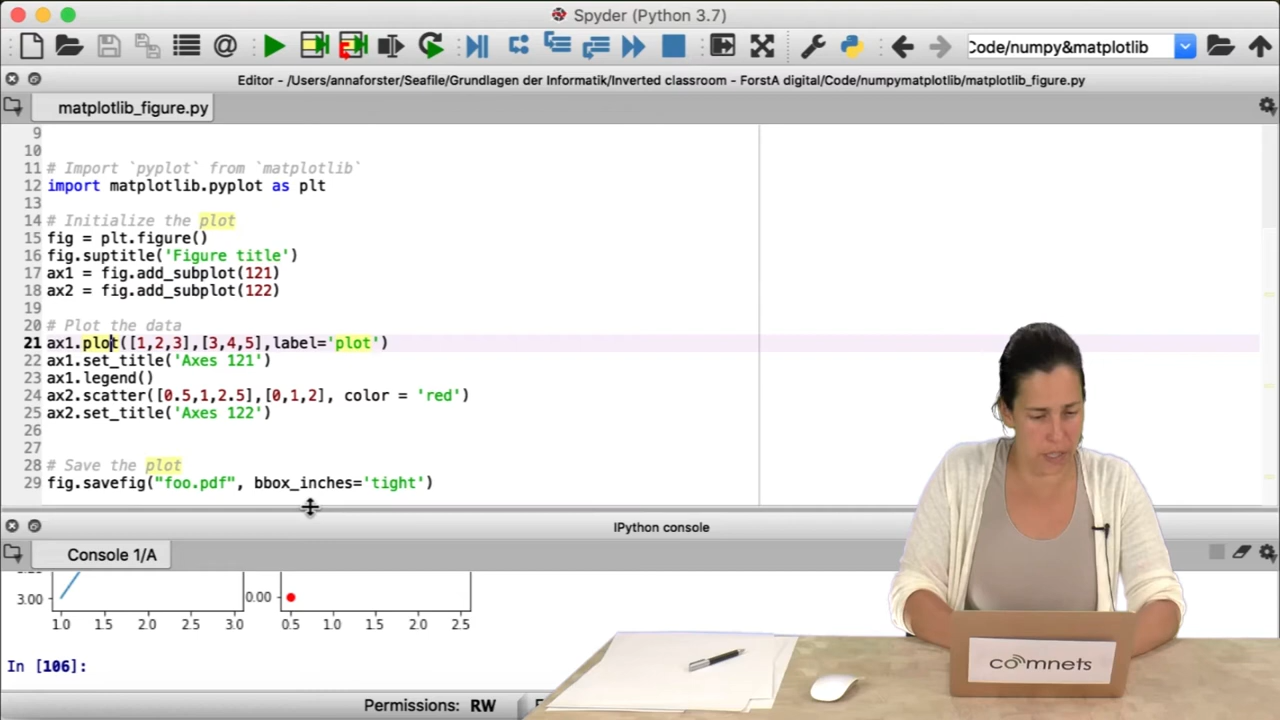 Spyder (Python 3.7)
Code/numpy&matplotlib
Editor - /Users/annaforster/Seafile/Grundlagen der Informatik/Inverted classroom - ForstA digital/Code/numpymatplotlib/matplotlib_figure.py
matplotlib_figure.py
9
10
11 # Import `pyplot` from `matplotlib`
12 import matplotlib.pyplot as plt
13
14 # Initialize the plot
15 fig = plt.figure()
16 fig.suptitle('Figure title')
17 ax1 = fig.add_subplot(121)
18 ax2 = fig.add_subplot(122)
19
20 # Plot the data
21 ax1.plot([1,2,3],[3,4,5],label='plot')
22 ax1.set_title('Axes 121')
23 ax1.legend()
24 ax2.scatter([0.5,1,2.5],[0,1,2], color = 'red')
25 ax2.set_title('Axes 122')
26
27
28 # Save the plot
29 fig.savefig("foo.pdf", bbox_inches='tight')
IPython console
Console 1/A
3.00 0.00
1.0 1.5 2.0 2.5 3.0 0.5 1.0 1.5 2.0 2.5
In [106]:
Permissions: RW
comnets